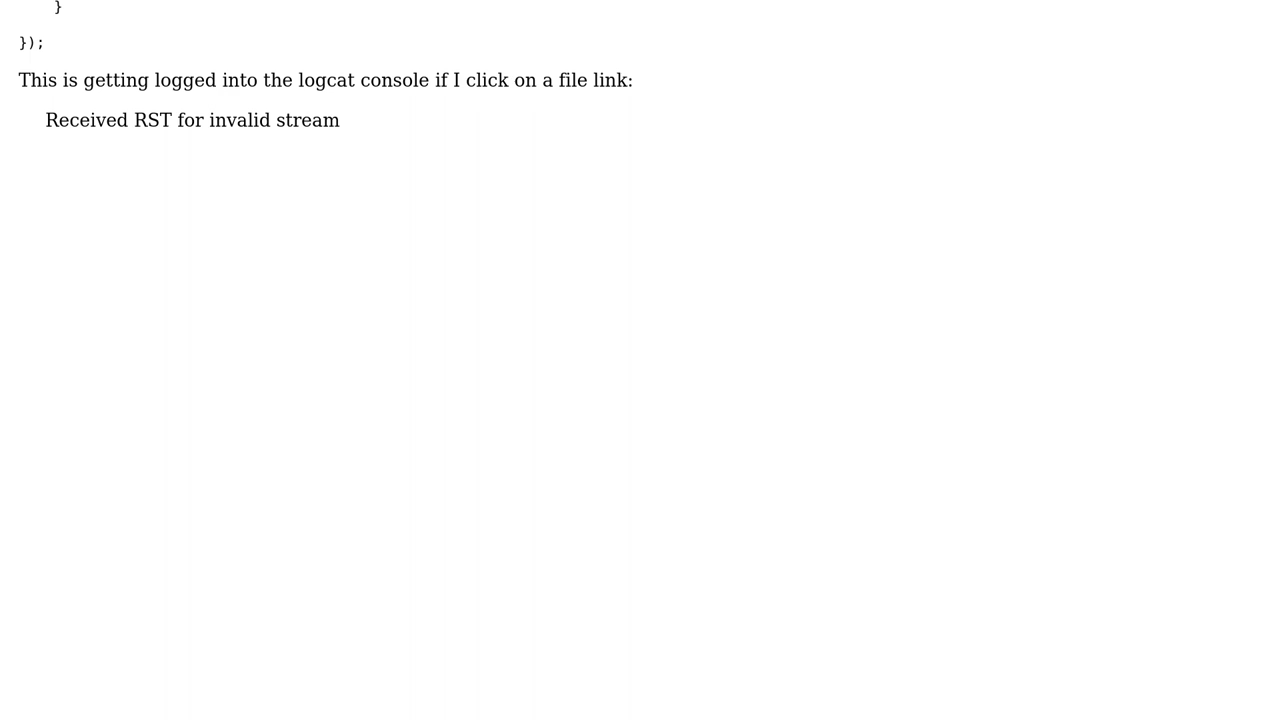 }
});
This is getting logged into the logcat console if I click on a file link:
Received RST for invalid stream